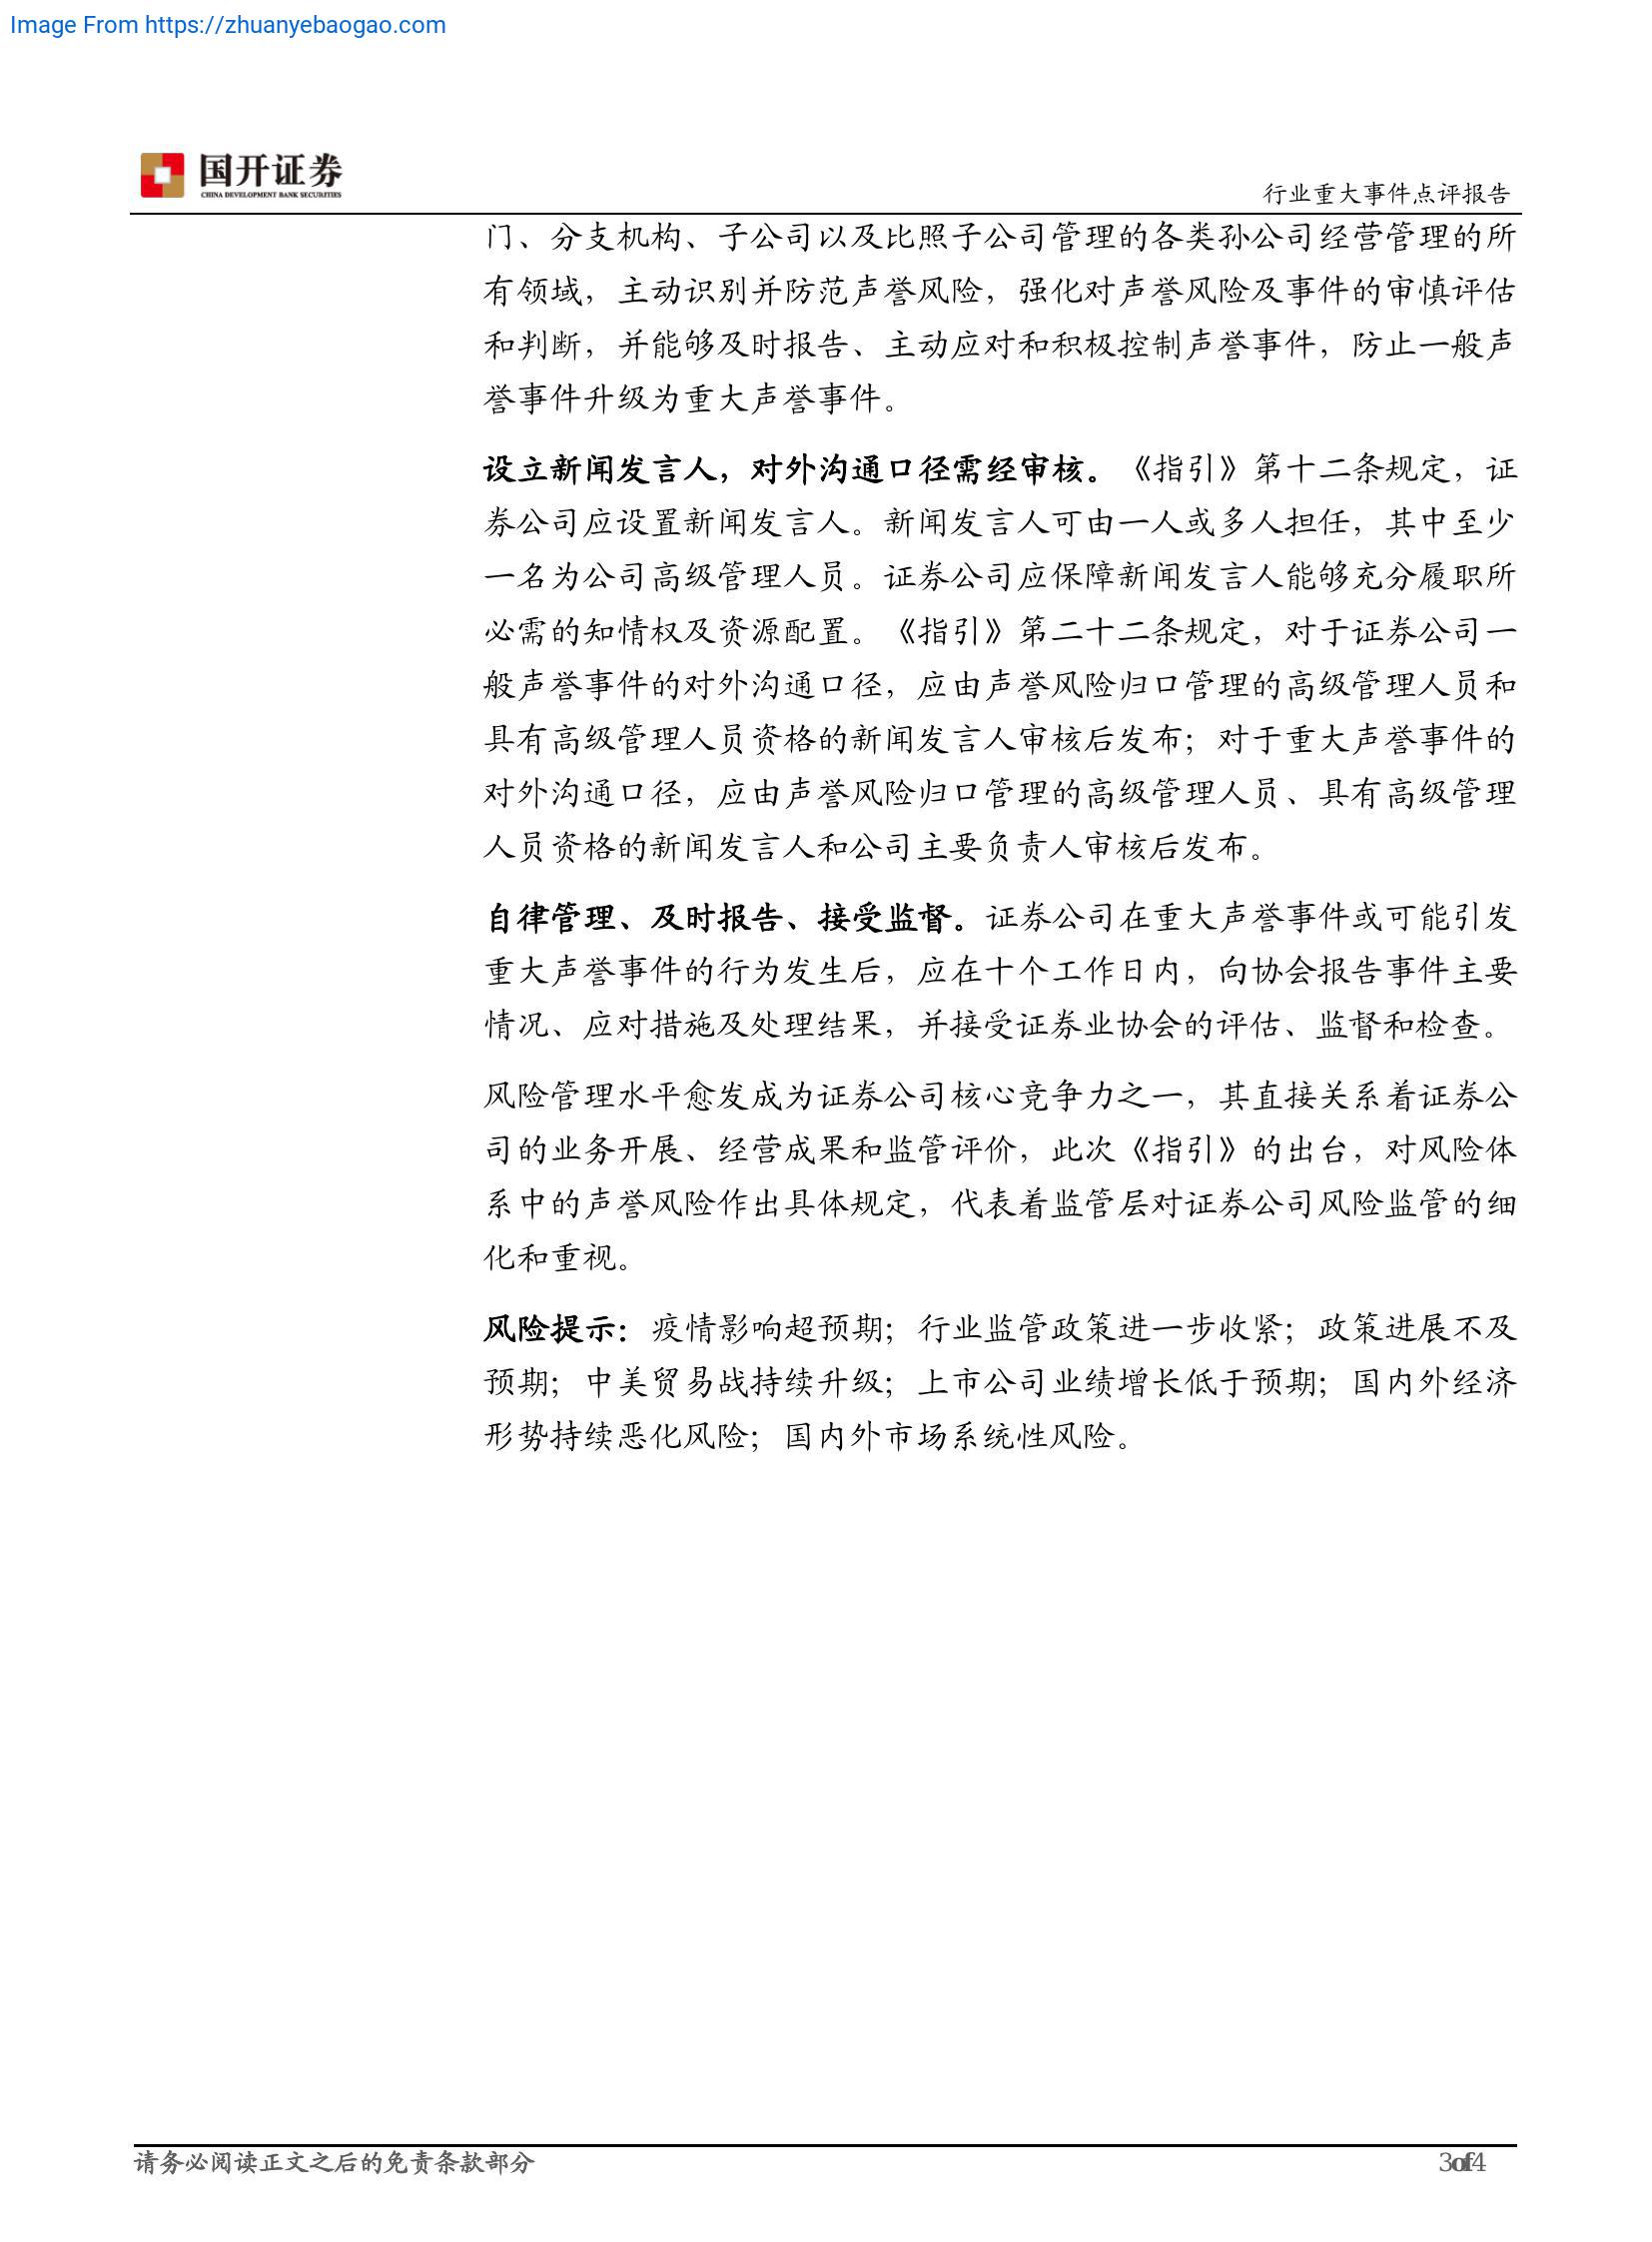 Image From https://zhuanyebaogao.com
国开证券
CHINA DEVELOPMENT BANK SECURITIES
行业重大事件点评报告
门、分支机构、子公司以及比照子公司管理的各类孙公司经营管理的所
有领域，主动识别并防范声誉风险，强化对声誉风险及事件的审慎评估
和判断，并能够及时报告、主动应对和积极控制声誉事件，防止一般声
誉事件升级为重大声誉事件。
设立新闻发言人，对外沟通口径需经审核。《指引》第十二条规定，证
券公司应设置新闻发言人。新闻发言人可由一人或多人担任，其中至少
一名为公司高级管理人员。证券公司应保障新闻发言人能够充分履职所
必需的知情权及资源配置。《指引》第二十二条规定，对于证券公司一
般声誉事件的对外沟通口径，应由声誉风险归口管理的高级管理人员和
具有高级管理人员资格的新闻发言人审核后发布；对于重大声誉事件的
对外沟通口径，应由声誉风险归口管理的高级管理人员、具有高级管理
人员资格的新闻发言人和公司主要负责人审核后发布。
自律管理、及时报告、接受监督。证券公司在重大声誉事件或可能引发
重大声誉事件的行为发生后，应在十个工作日内，向协会报告事件主要
情况、应对措施及处理结果，并接受证券业协会的评估、监督和检查。
风险管理水平愈发成为证券公司核心竞争力之一，其直接关系着证券公
司的业务开展、经营成果和监管评价，此次《指引》的出台，对风险体
系中的声誉风险作出具体规定，代表着监管层对证券公司风险监管的细
化和重视。
风险提示：疫情影响超预期；行业监管政策进一步收紧；政策进展不及
预期；中美贸易战持续升级；上市公司业绩增长低于预期；国内外经济
形势持续恶化风险；国内外市场系统性风险。
请务必阅读正文之后的免责条款部分
3of4